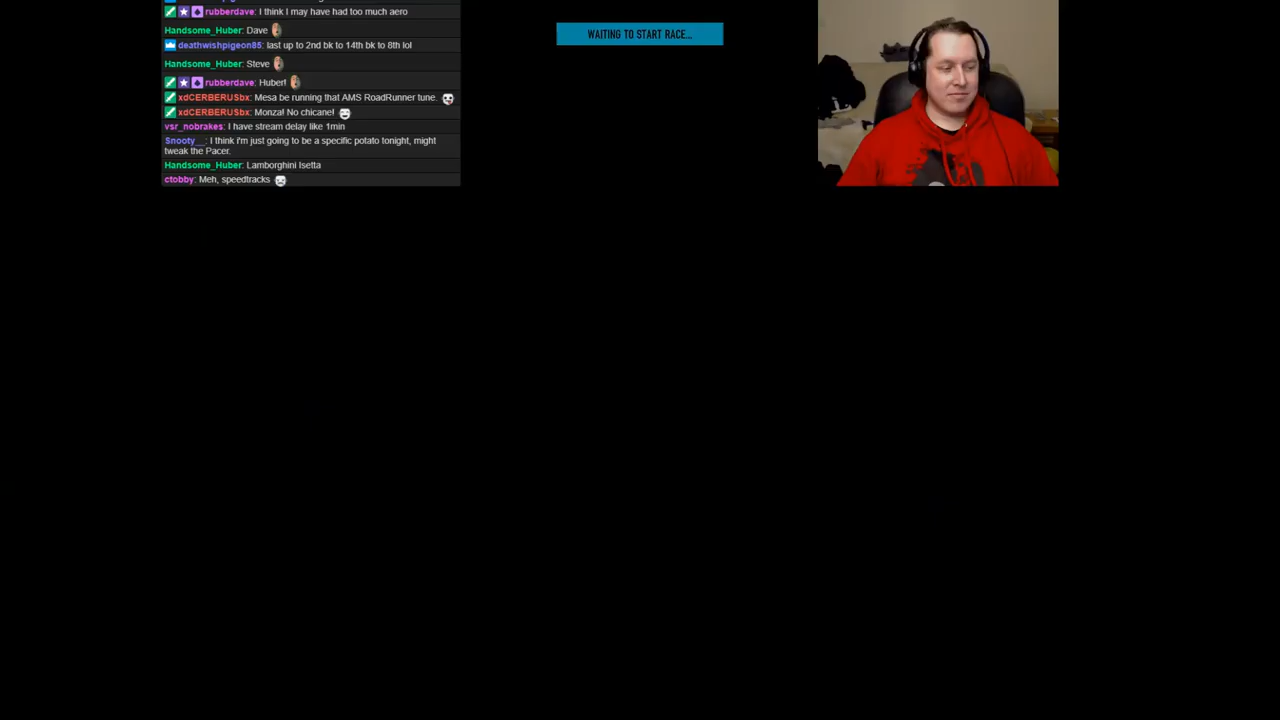 rubberdave: I think I may have had too much aero
Handsome_Huber: Dave
deathwishpigeon85: last up to 2nd bk to 14th bk to 8th lol
Handsome_Huber: Steve
rubberdave: Huber!
xdCERBERUSbx: Mesa be running that AMS RoadRunner tune.
xdCERBERUSbx: Monza! No chicane!
vsr_nobrakes: I have stream delay like 1min
Snooty__: I think i'm just going to be a specific potato tonight, might
tweak the Pacer.
Handsome_Huber: Lamborghini Isetta
ctobby: Meh, speedtracks
WAITING TO START RACE...